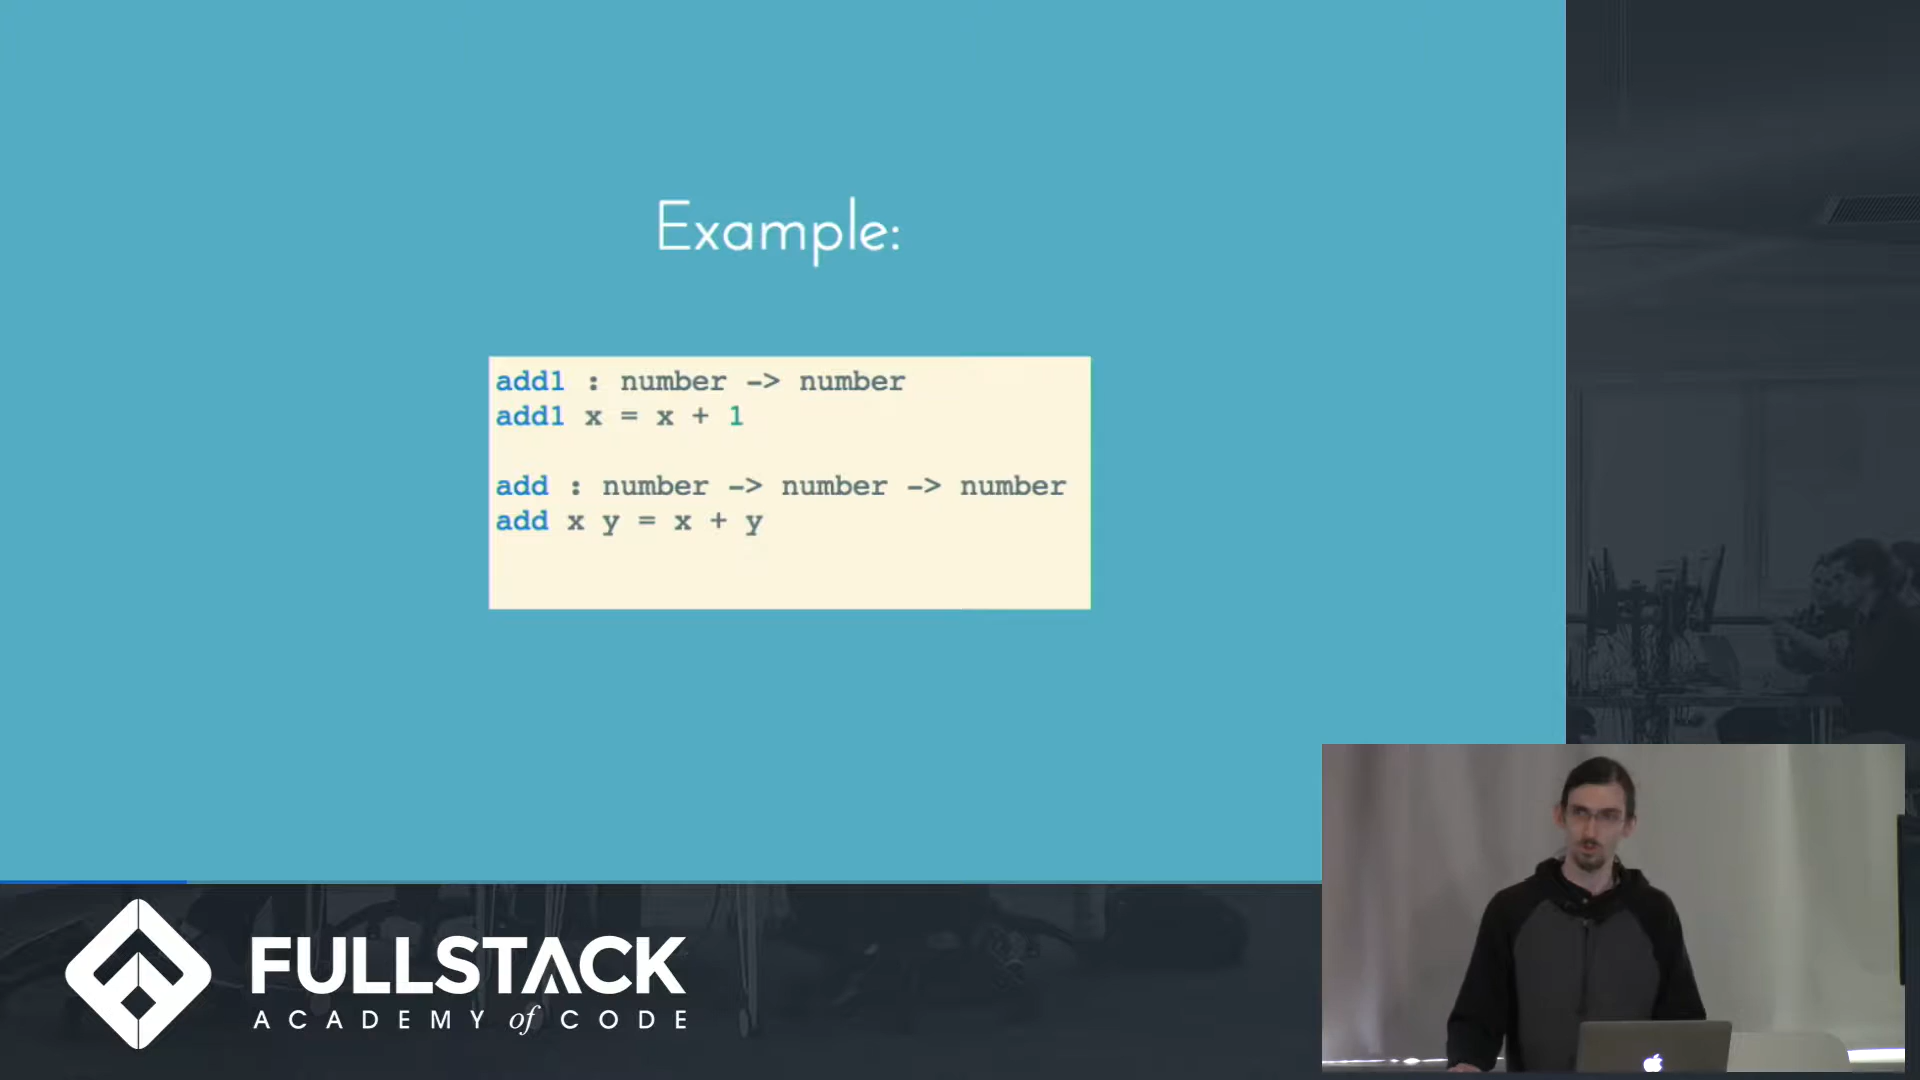 Example:
add1 : number -> number
add1 x = x + 1
add : number -> number -> number
add x y = x + y
FULLSTACK
ACADEMY of CODE